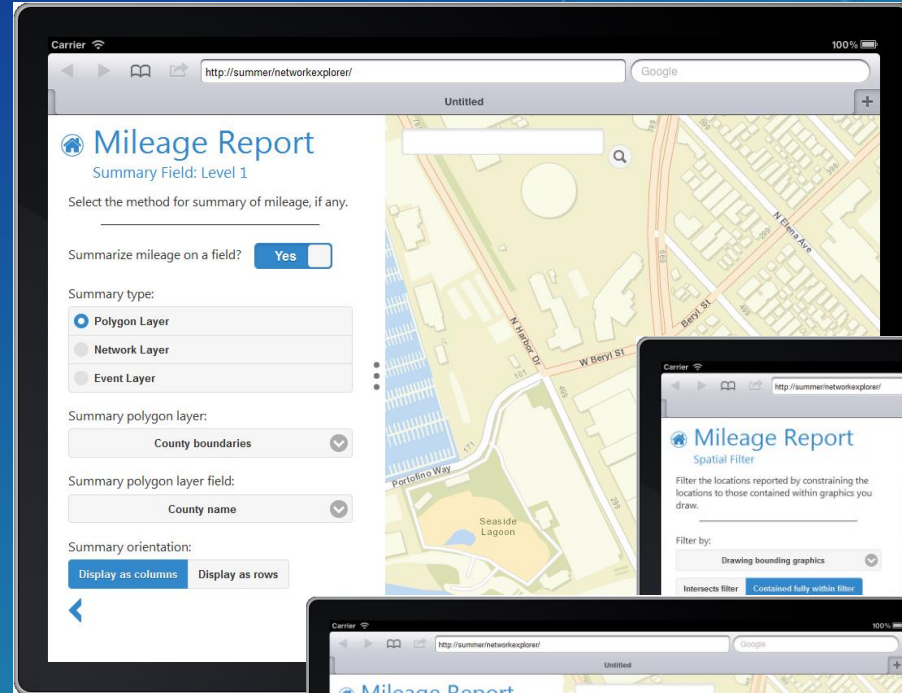 Carrier
100%
http://summer/networkexplorer/
Google
Untitled
+
Mileage Report
Summary Field: Level 1
Select the method for summary of mileage, if any.
Summarize mileage on a field? Yes
Summary type:
Polygon Layer
Network Layer
Event Layer
Summary polygon layer:
County boundaries
Summary polygon layer field:
County name
Summary orientation:
Display as columns Display as rows
N Elena Ave
Beryl St
N Harbor Dr
W Beryl St
101
171
Portofino Way
Seaside
Lagoon
Carrier
http://summer/networkexplorer/
Mileage Report
Spatial Filter
Filter the locations reported by constraining the
locations to those contained within graphics you
draw.
Filter by:
Drawing bounding graphics
Intersects filter Contained fully within filter
Carrier
100%
http://summer/networkexplorer/
Google
Untitled
+
Mileage Report